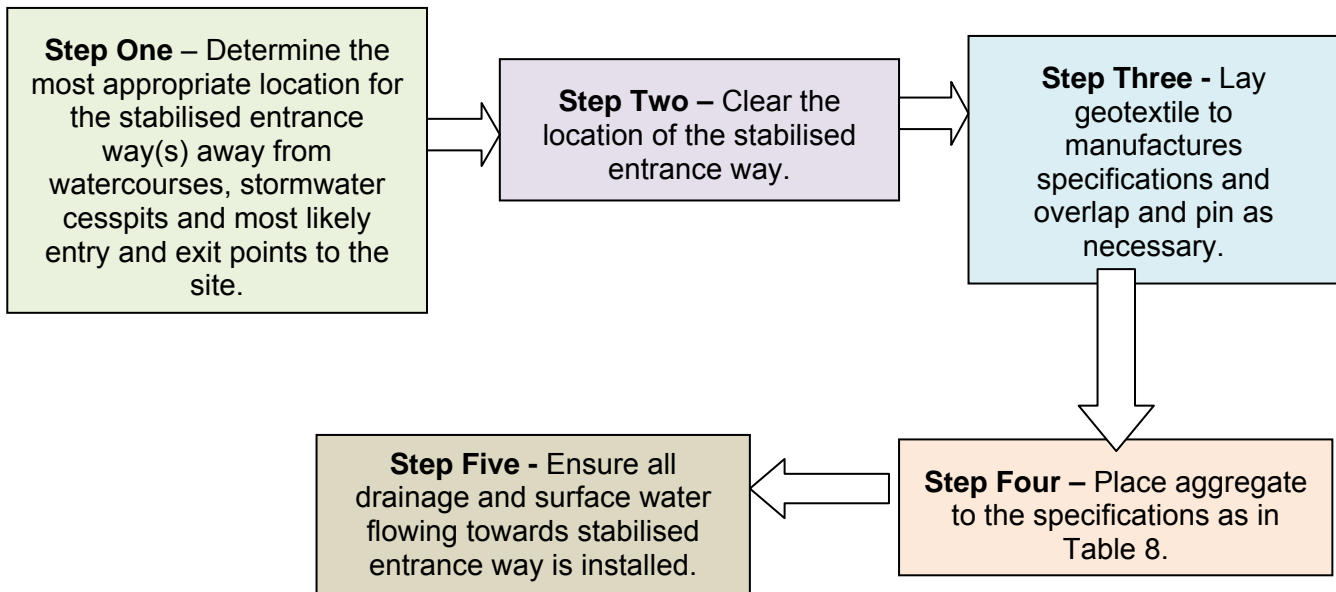 Step One – Determine the
most appropriate location for
the stabilised entrance
way(s) away from
watercourses, stormwater
cesspits and most likely
entry and exit points to the
site.
Step Two – Clear the
location of the stabilised
entrance way.
Step Three - Lay
geotextile to
manufactures
specifications and
overlap and pin as
necessary.
Step Four – Place aggregate
to the specifications as in
Table 8.
Step Five - Ensure all
drainage and surface water
flowing towards stabilised
entrance way is installed.